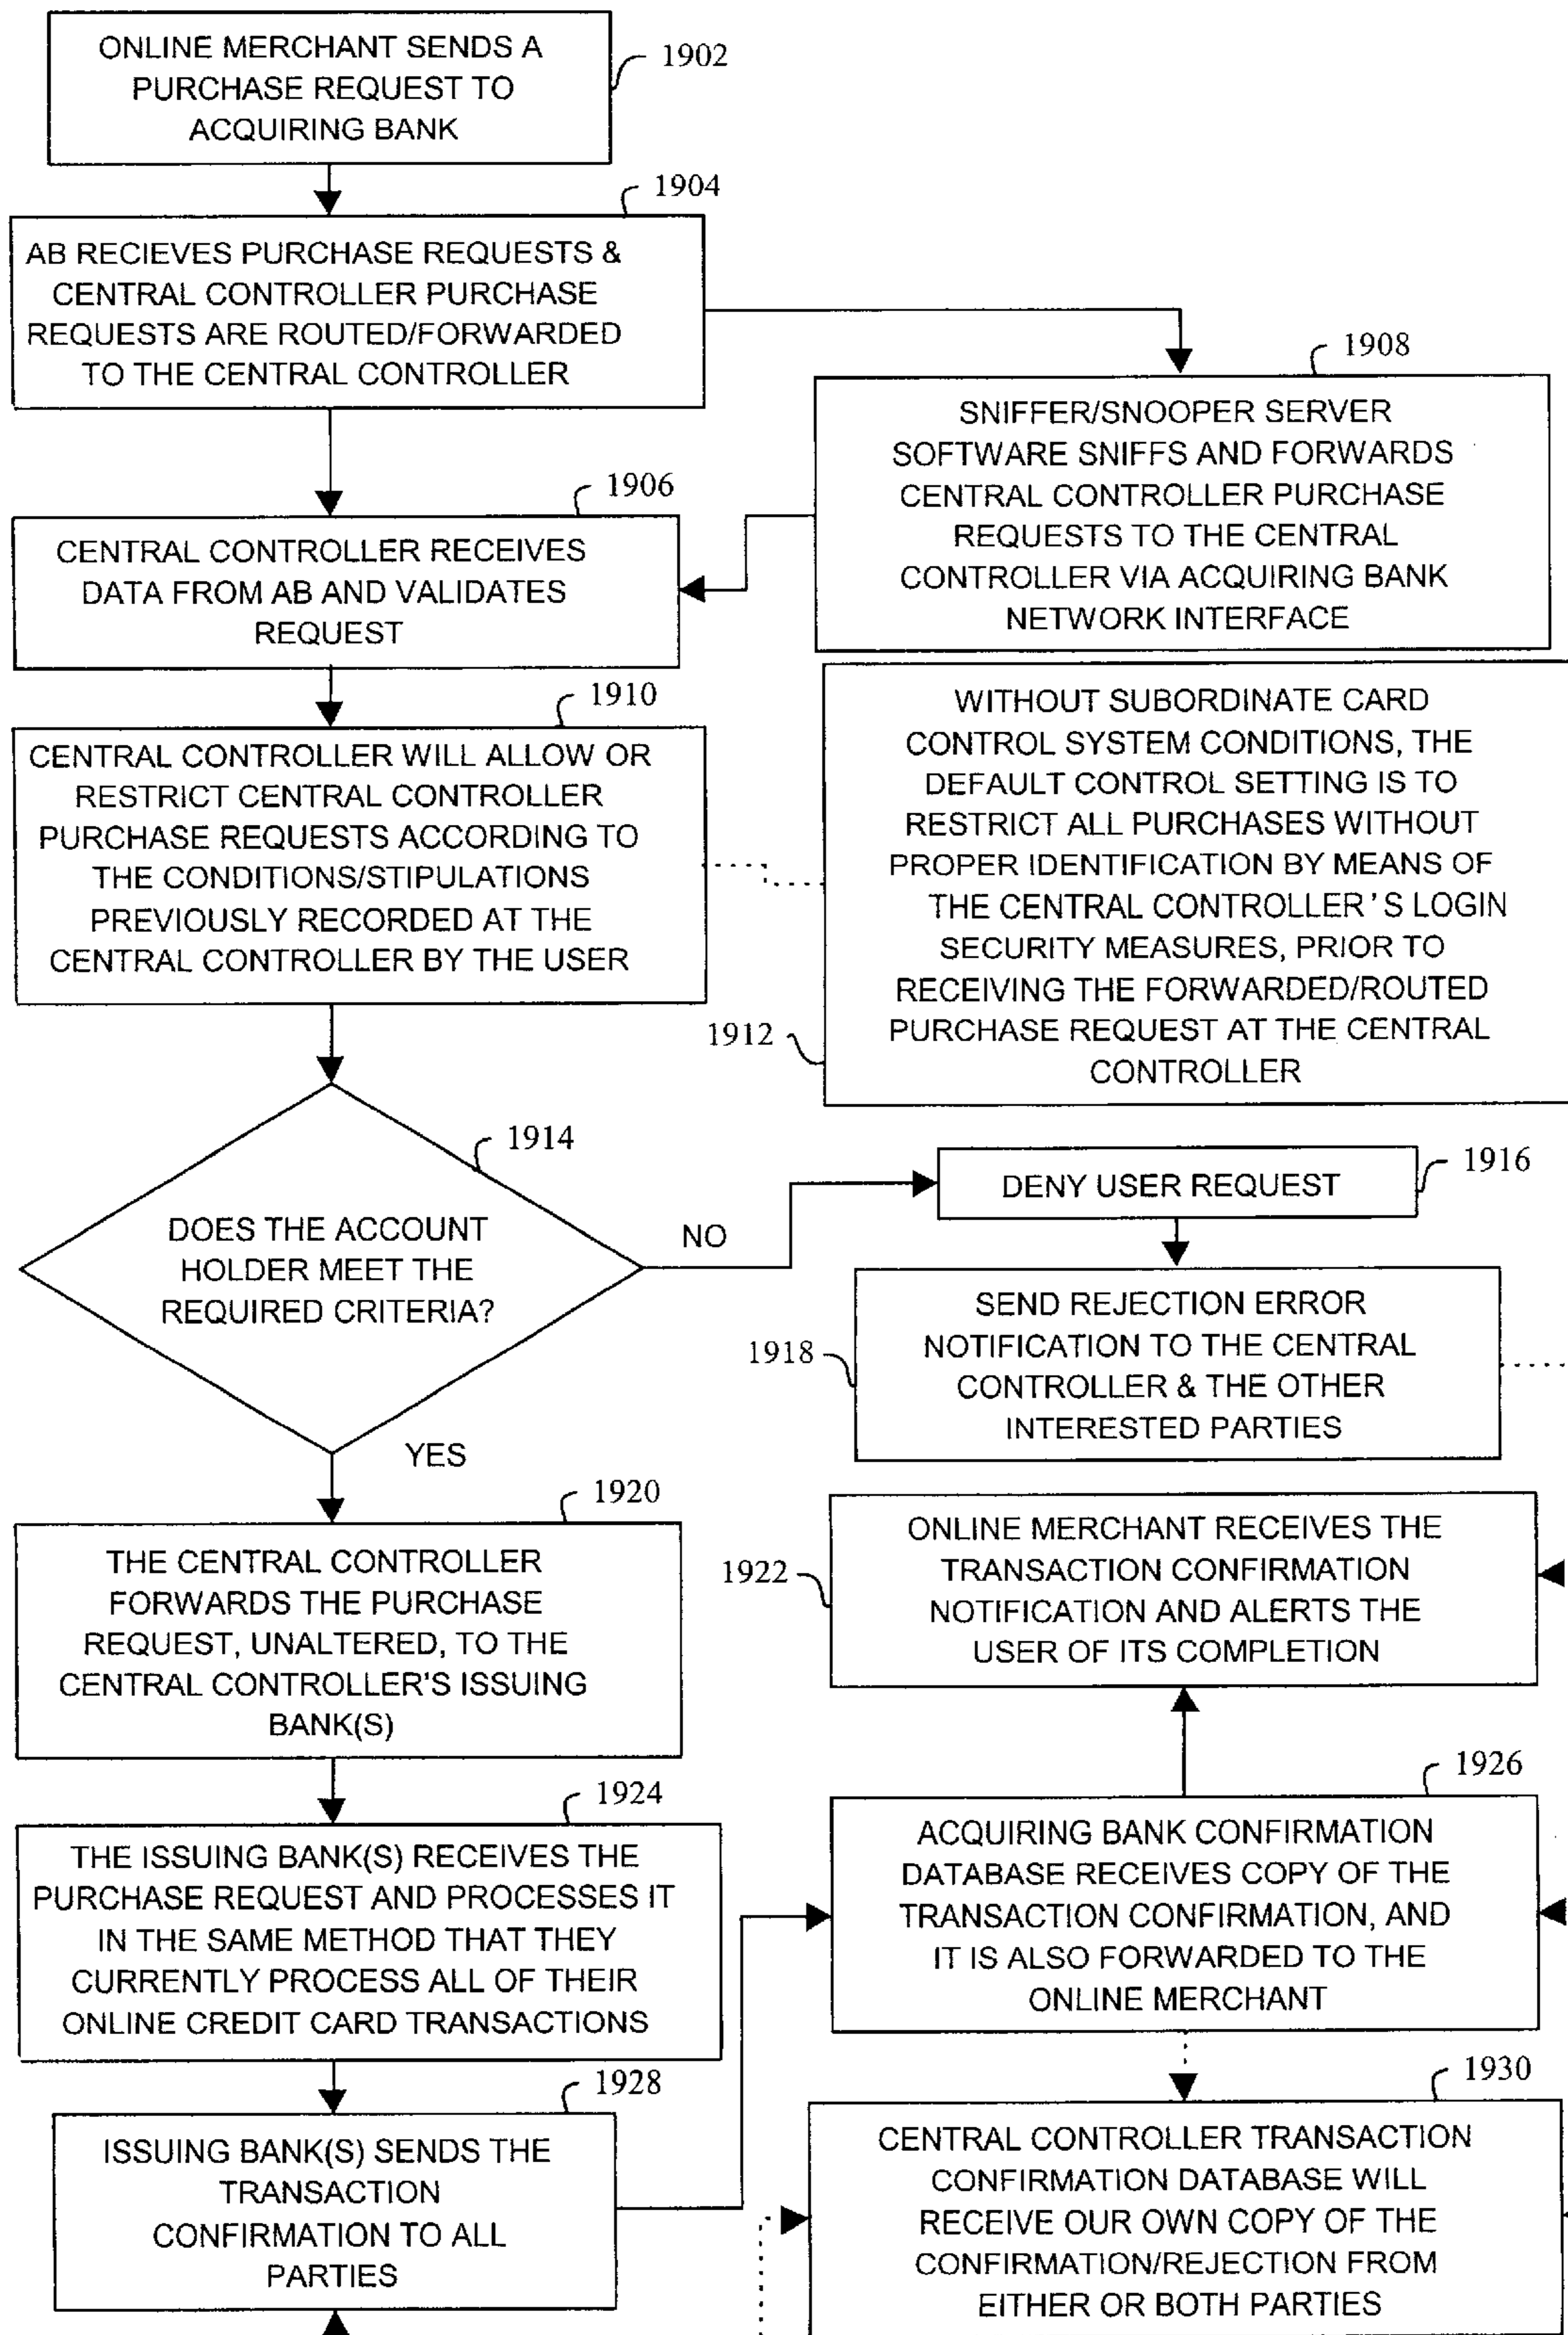 ONLINE MERCHANT SENDS A
PURCHASE REQUEST TO
ACQUIRING BANK
1902
1904
AB RECIEVES PURCHASE REQUESTS &
CENTRAL CONTROLLER PURCHASE
REQUESTS ARE ROUTED/FORWARDED
TO THE CENTRAL CONTROLLER
1908
SNIFFER/SNOOPER SERVER
SOFTWARE SNIFFS AND FORWARDS
CENTRAL CONTROLLER PURCHASE
REQUESTS TO THE CENTRAL
CONTROLLER VIA ACQUIRING BANK
NETWORK INTERFACE
1906
CENTRAL CONTROLLER RECEIVES
DATA FROM AB AND VALIDATES
REQUEST
1910
CENTRAL CONTROLLER WILL ALLOW OR
RESTRICT CENTRAL CONTROLLER
PURCHASE REQUESTS ACCORDING TO
THE CONDITIONS/STIPULATIONS
PREVIOUSLY RECORDED AT THE
CENTRAL CONTROLLER BY THE USER
WITHOUT SUBORDINATE CARD
CONTROL SYSTEM CONDITIONS, THE
DEFAULT CONTROL SETTING IS TO
RESTRICT ALL PURCHASES WITHOUT
PROPER IDENTIFICATION BY MEANS OF
THE CENTRAL CONTROLLER'S LOGIN
SECURITY MEASURES, PRIOR TO
RECEIVING THE FORWARDED/ROUTED
PURCHASE REQUEST AT THE CENTRAL
CONTROLLER
1912
1914
DOES THE ACCOUNT
HOLDER MEET THE
REQUIRED CRITERIA?
NO
YES
DENY USER REQUEST
1916
SEND REJECTION ERROR
NOTIFICATION TO THE CENTRAL
CONTROLLER & THE OTHER
INTERESTED PARTIES
1918
1920
THE CENTRAL CONTROLLER
FORWARDS THE PURCHASE
REQUEST, UNALTERED, TO THE
CENTRAL CONTROLLER'S ISSUING
BANK(S)
ONLINE MERCHANT RECEIVES THE
TRANSACTION CONFIRMATION
NOTIFICATION AND ALERTS THE
USER OF ITS COMPLETION
1922
1924
THE ISSUING BANK(S) RECEIVES THE
PURCHASE REQUEST AND PROCESSES IT
IN THE SAME METHOD THAT THEY
CURRENTLY PROCESS ALL OF THEIR
ONLINE CREDIT CARD TRANSACTIONS
1926
ACQUIRING BANK CONFIRMATION
DATABASE RECEIVES COPY OF THE
TRANSACTION CONFIRMATION, AND
IT IS ALSO FORWARDED TO THE
ONLINE MERCHANT
1928
ISSUING BANK(S) SENDS THE
TRANSACTION
CONFIRMATION TO ALL
PARTIES
1930
CENTRAL CONTROLLER TRANSACTION
CONFIRMATION DATABASE WILL
RECEIVE OUR OWN COPY OF THE
CONFIRMATION/REJECTION FROM
EITHER OR BOTH PARTIES